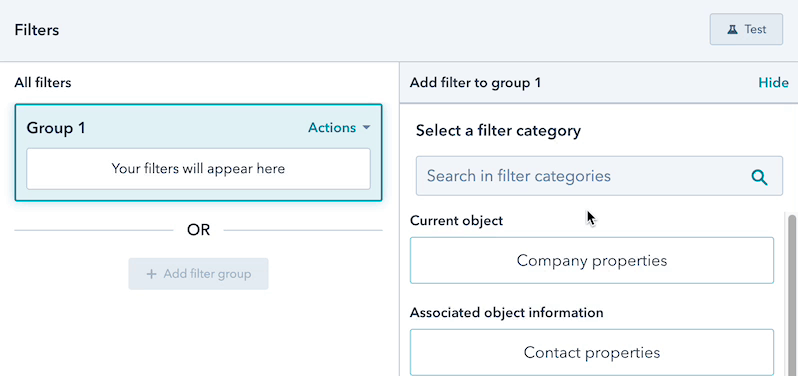 Filters
Test
All filters
Group 1
Actions
Your filters will appear here
OR
+ Add filter group
Add filter to group 1
Hide
Select a filter category
Search in filter categories
Current object
Company properties
Associated object information
Contact properties